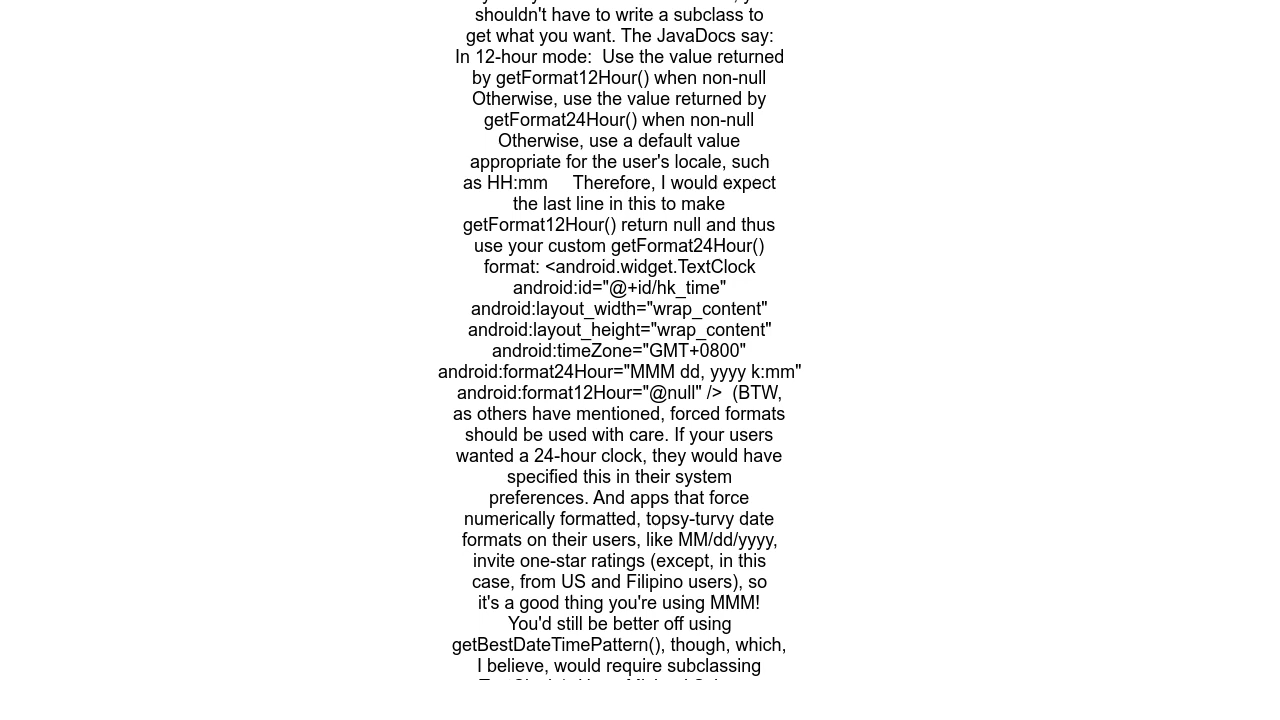 shouldn't have to write a subclass to
get what you want. The JavaDocs say:
In 12-hour mode:  Use the value returned
by getFormat12Hour() when non-null
Otherwise, use the value returned by
getFormat24Hour() when non-null
Otherwise, use a default value
appropriate for the user's locale, such
as HH:mm     Therefore, I would expect
the last line in this to make
getFormat12Hour() return null and thus
use your custom getFormat24Hour()
format: <android.widget.TextClock
android:id="@+id/hk_time"
android:layout_width="wrap_content"
android:layout_height="wrap_content"
android:timeZone="GMT+0800"
android:format24Hour="MMM dd, yyyy k:mm"
android:format12Hour="@null" />  (BTW,
as others have mentioned, forced formats
should be used with care. If your users
wanted a 24-hour clock, they would have
specified this in their system
preferences. And apps that force
numerically formatted, topsy-turvy date
formats on their users, like MM/dd/yyyy,
invite one-star ratings (except, in this
case, from US and Filipino users), so
it's a good thing you're using MMM!
You'd still be better off using
getBestDateTimePattern(), though, which,
I believe, would require subclassing